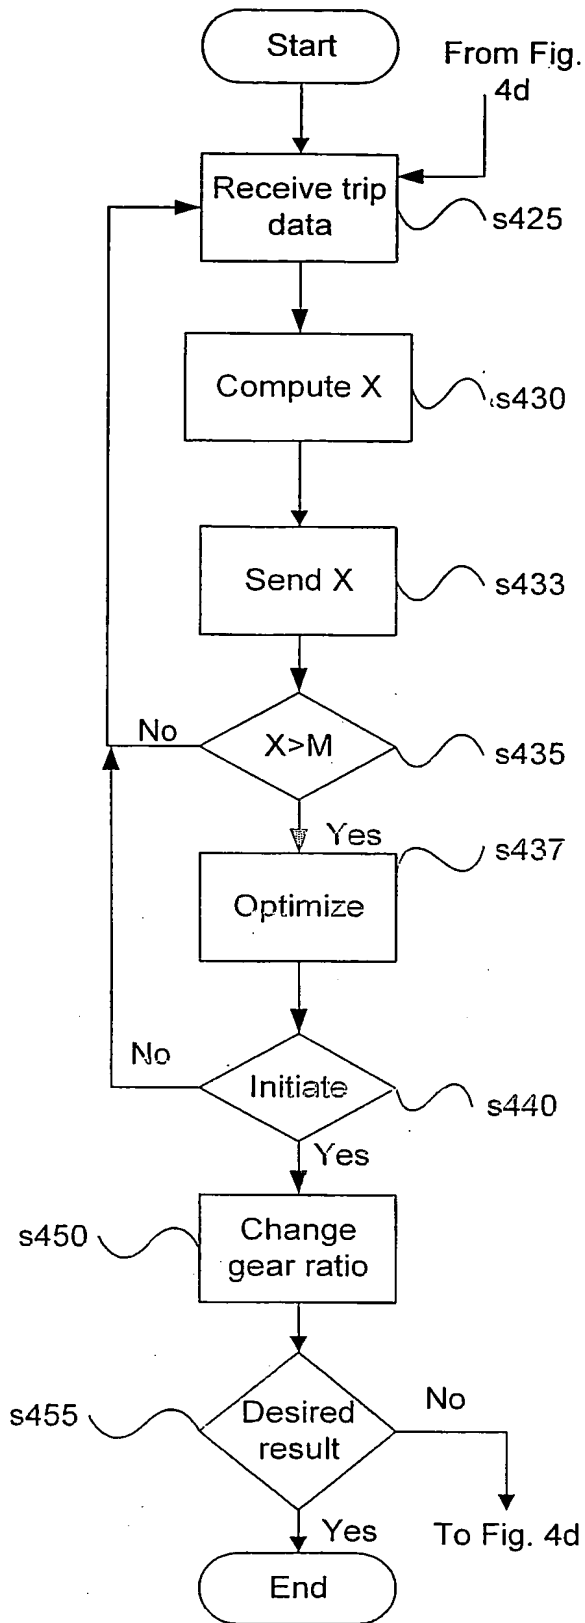 Start
From Fig.
4d
Receive trip
data
s425
Compute X
s430
Send X
s433
No
X>M
s435
Yes
s437
Optimize
No
Initiate
s440
Yes
s450
Change
gear ratio
s455
Desired
result
No
Yes
To Fig. 4d
End